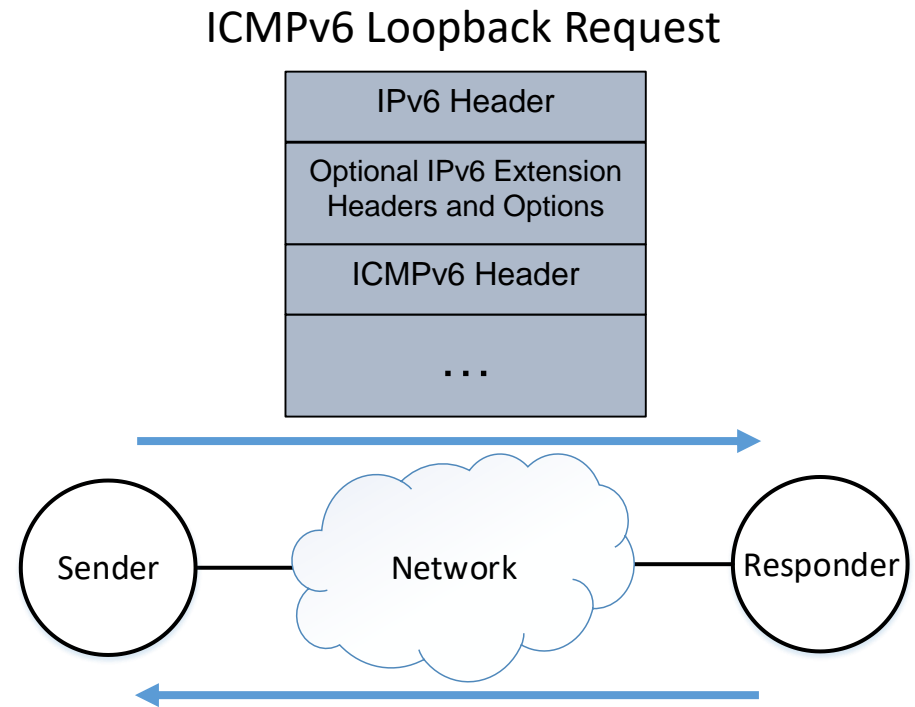 ICMPv6 Loopback Request
IPv6 Header
Optional IPv6 Extension
Headers and Options
ICMPv6 Header
...
Sender
Network
Responder